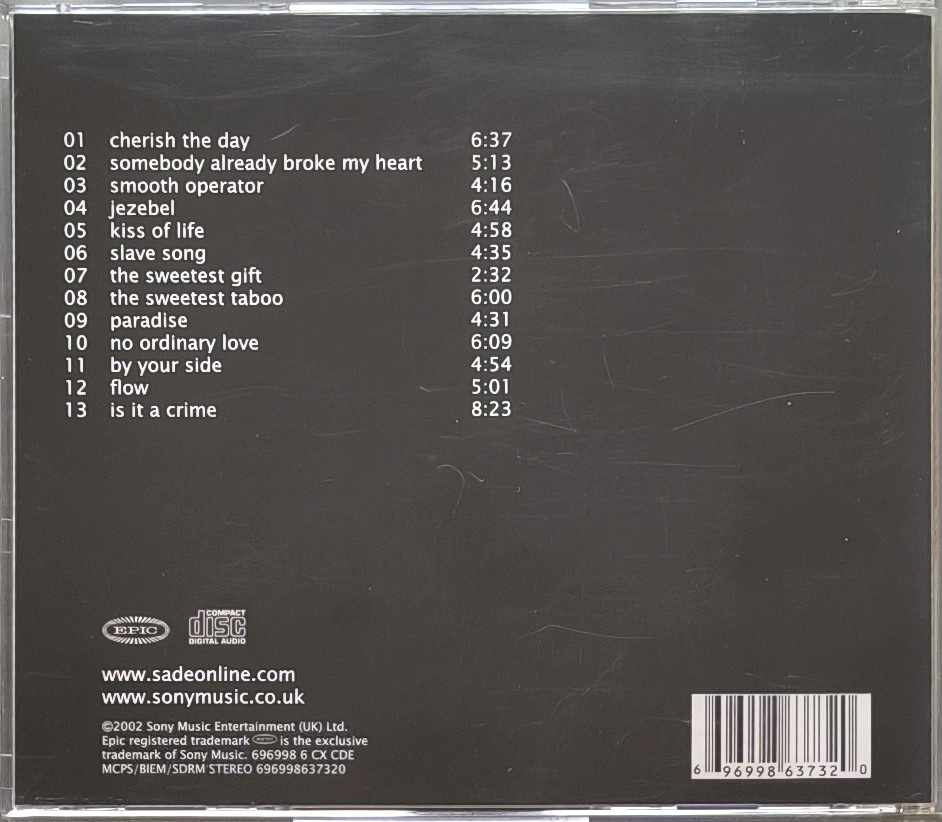 01 cherish the day 6:37
02 somebody already broke my heart 5:13
03 smooth operator 4:16
04 jezebel 6:44
05 kiss of life 4:58
06 slave song 4:35
07 the sweetest gift 2:32
08 the sweetest taboo 6:00
09 paradise 4:31
10 no ordinary love 6:09
11 by your side 4:54
12 flow 5:01
13 is it a crime 8:23
EPIC
COMPACT
disc
DIGITAL AUDIO
www.sadeonline.com
www.sonymusic.co.uk
©2002 Sony Music Entertainment (UK) Ltd.
Epic registered trademark is the exclusive
trademark of Sony Music. 696998 6 CX CDE
MCPS/BIEM/SDRM STEREO 696998637320
6 96998 63732 0